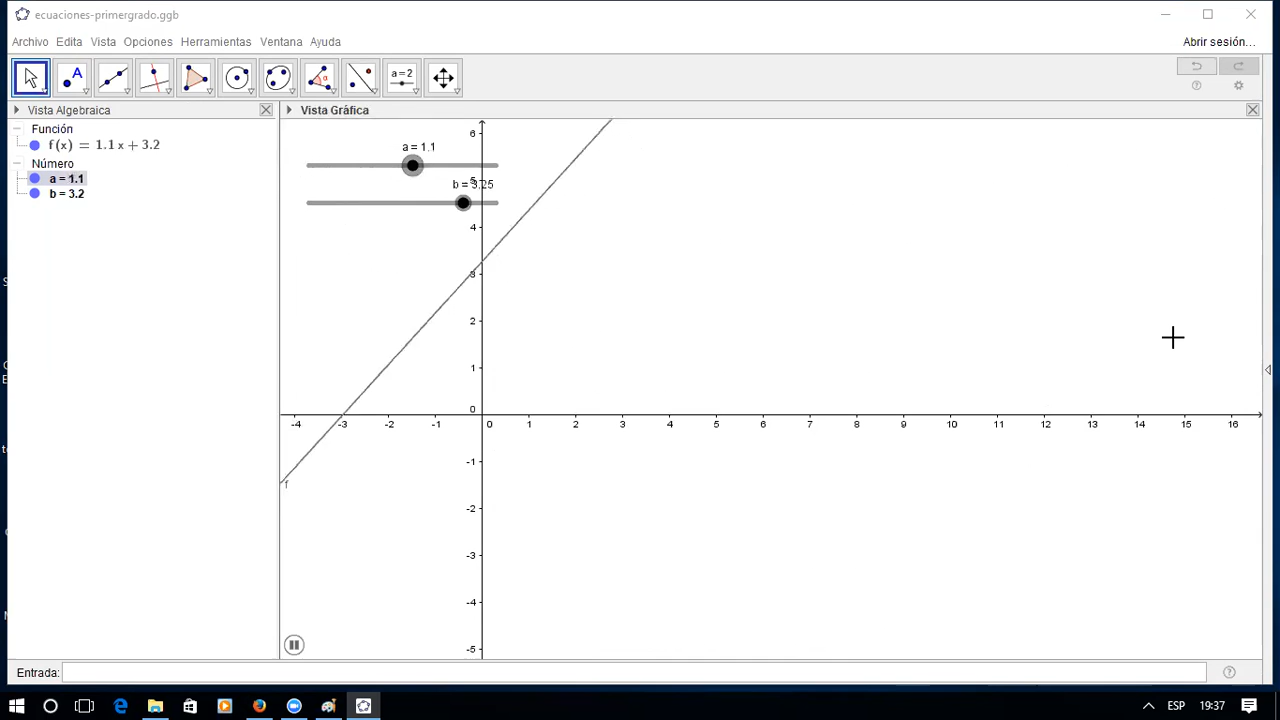 ecuaciones-primergrado.ggb
Archivo Edita Vista Opciones Herramientas Ventana Ayuda
Abrir sesión...
A
α
a = 2
Vista Algebraica
Vista Gráfica
Función
f(x) = 1.1 x + 3.2
Número
a = 1.1
b = 3.2
a = 1.1
b = 3.25
6
5
4
3
2
1
0
-4 -3 -2 -1 0 1 2 3 4 5 6 7 8 9 10 11 12 13 14 15 16
-1
f
-2
-3
-4
-5
Entrada:
ESP 19:37